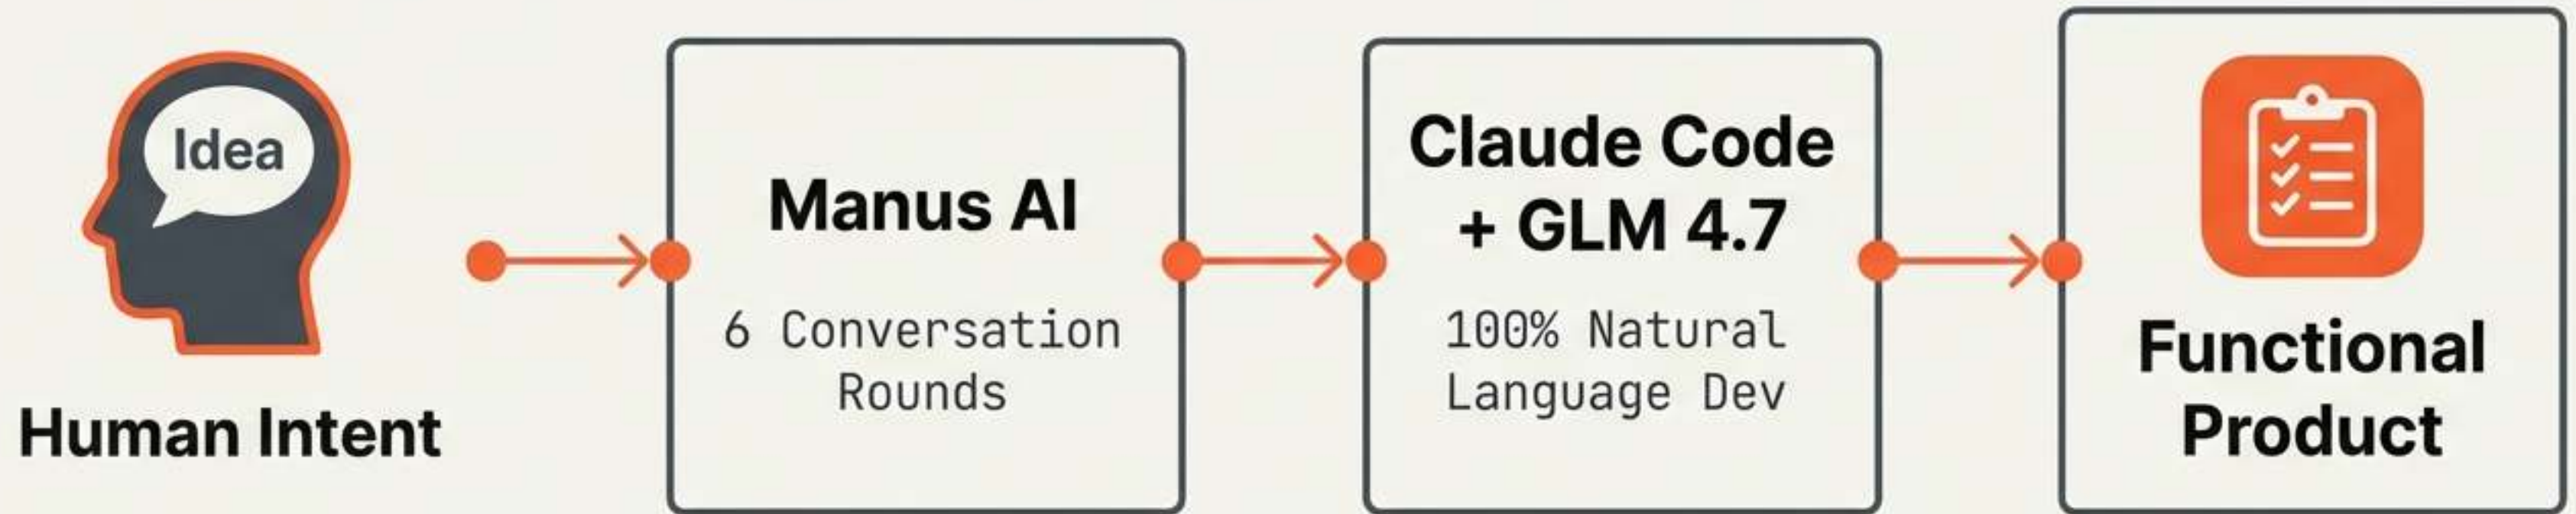 Idea
Human Intent
Manus AI
6 Conversation
Rounds
Claude Code
+ GLM 4.7
100% Natural
Language Dev
Functional
Product